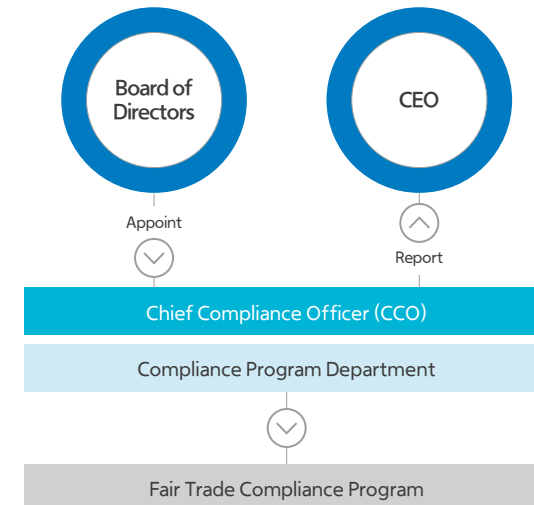 Board of
Directors
CEO
Appoint
Report
Chief Compliance Officer (CCO)
Compliance Program Department
Fair Trade Compliance Program